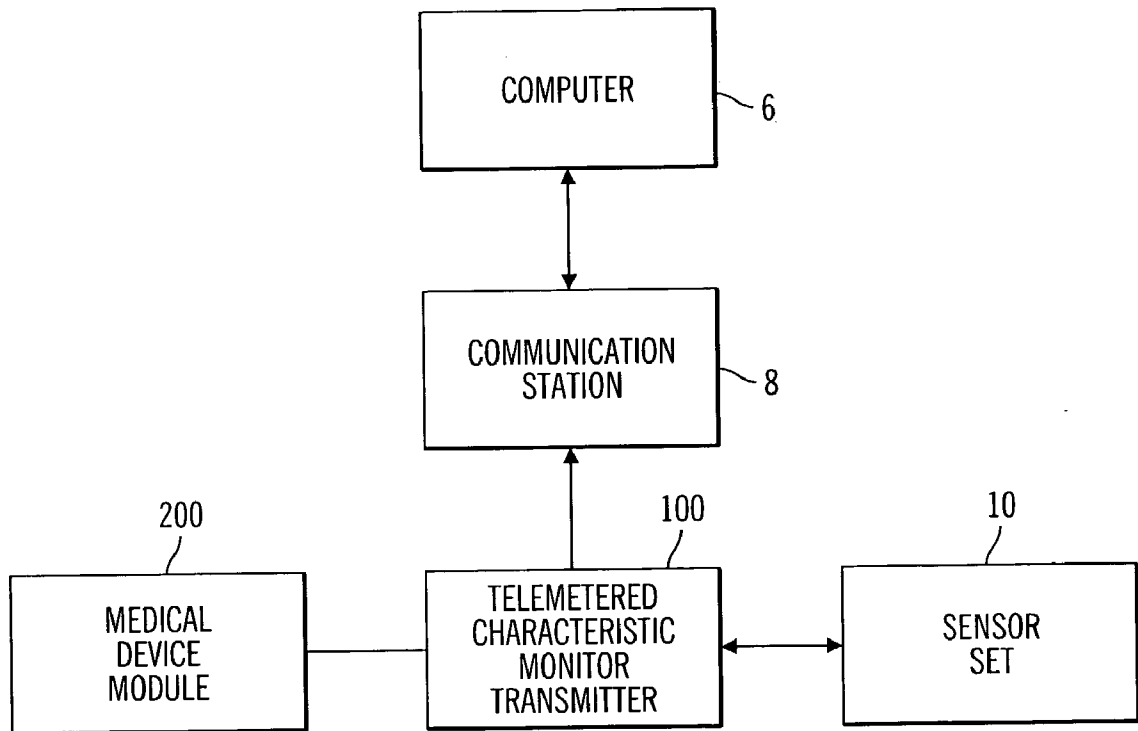 COMPUTER
6
COMMUNICATION
STATION
8
200
100
10
MEDICAL
DEVICE
MODULE
TELEMETERED
CHARACTERISTIC
MONITOR
TRANSMITTER
SENSOR
SET